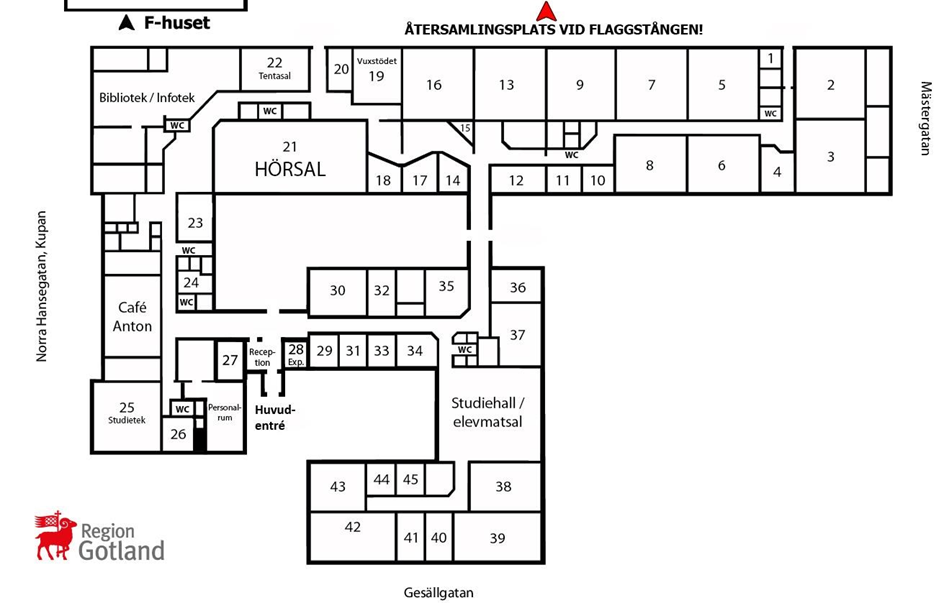 F-huset
ÅTERSAMLINGSPLATS VID FLAGGSTÅNGEN!
22
Tentasal
20
Vuxstödet
19
16
13
9
7
5
1
2
Bibliotek / Infotek
WC
WC
WC
15
WC
21
HÖRSAL
18
17
14
12
11
10
8
6
4
3
Mästergatan
23
WC
24
WC
Norra Hansegatan, Kupan
Café
Anton
30
32
35
36
37
27
Recep-
tion
28
Exp.
29
31
33
34
WC
25
Studietek
WC
26
Personal-
rum
Huvud-
entré
Studiehall /
elevmatsal
43
44
45
38
42
41
40
39
Region
Gotland
Gesällgatan